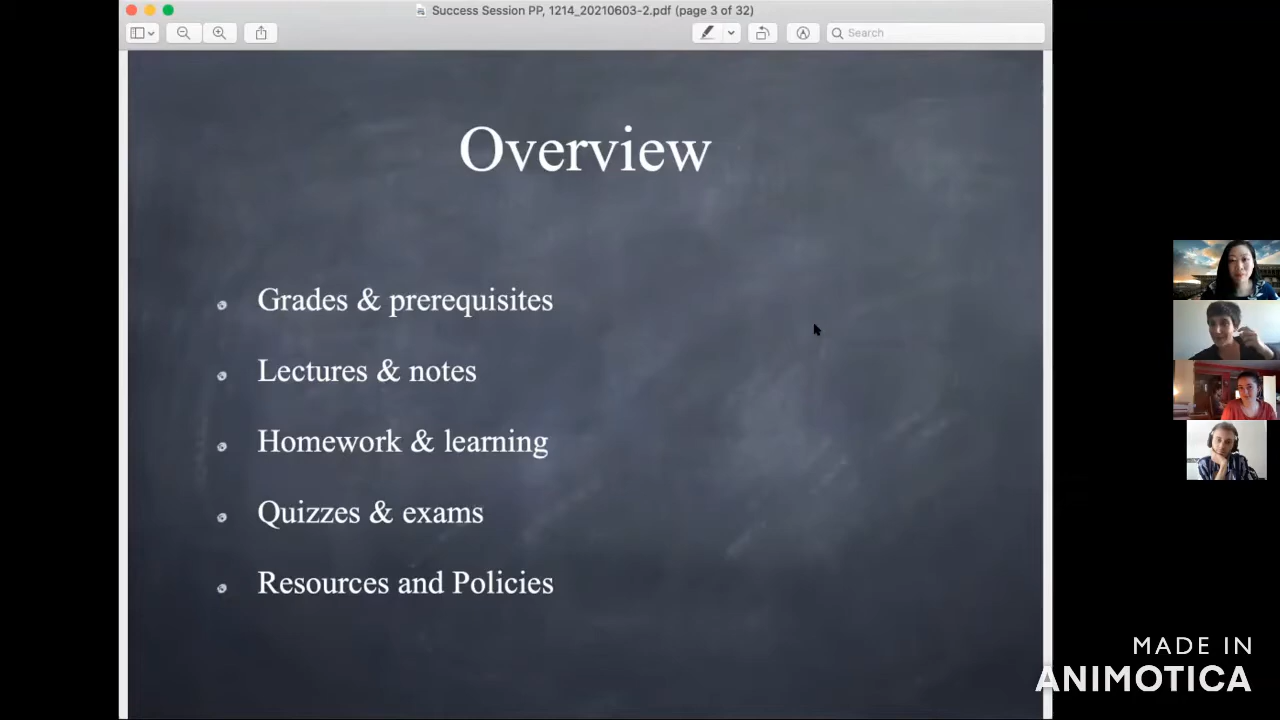 Success Session PP, 1214_20210603-2.pdf (page 3 of 32)
Search
Overview
Grades & prerequisites
Lectures & notes
Homework & learning
Quizzes & exams
Resources and Policies
MADE IN
ANIMOTICA